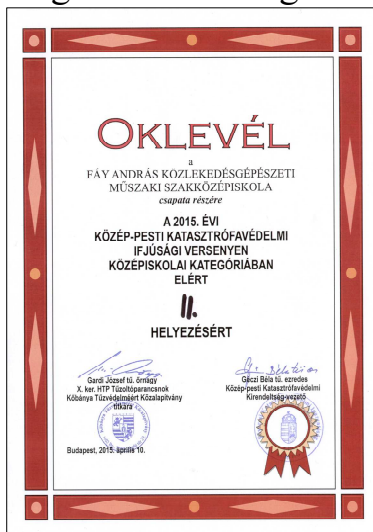 OKLEVÉL
a
FÁY ANDRÁS KÖZLEKEDÉSGÉPÉSZETI
MŰSZAKI SZAKKÖZÉPISKOLA
csapata részére
A 2015. ÉVI
KÖZÉP-PESTI KATASZTRÓFAVÉDELMI
IFJÚSÁGI VERSENYEN
KÖZÉPISKOLAI KATEGÓRIÁBAN
ELÉRT
II.
HELYEZÉSÉRT
Gardi József tű. őrnagy
X. ker. HTP Tűzoltóparancsnok
Kőbánya Tűzvédelméért Közalapítvány
titkára
Géczi Béla tű. ezredes
Közép-pesti Katasztrófavédelmi
Kirendeltség-vezető
Budapest, 2015. április 10.